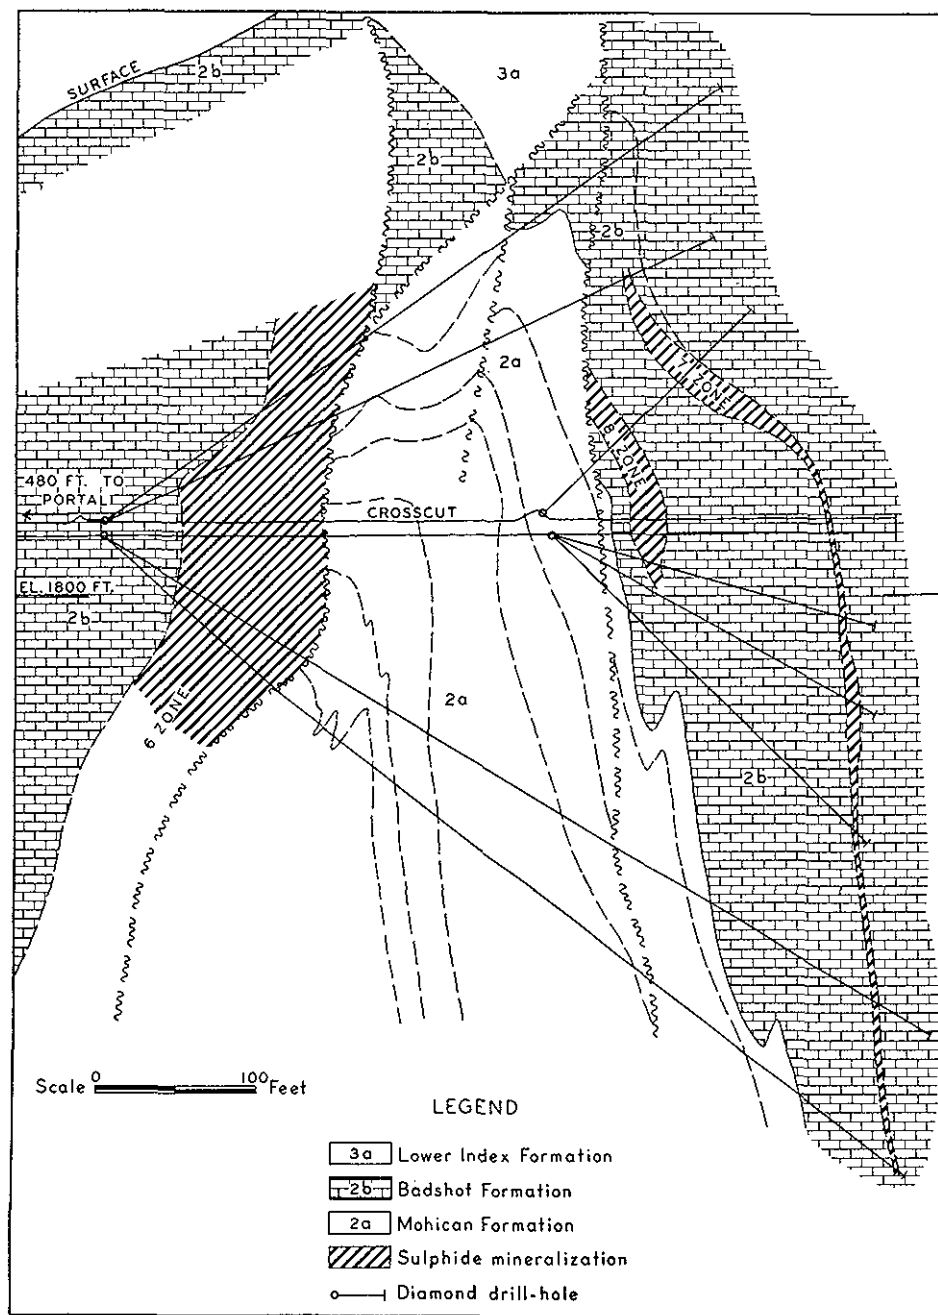 SURFACE
2b
3a
2b
2b
2a
7 ZONE
8 ZONE
480 FT. TO
PORTAL
CROSSCUT
EL. 1800 FT.
2b
6 ZONE
2a
2b
Scale 0 100 Feet
LEGEND
3a Lower Index Formation
2b Badshot Formation
2a Mohican Formation
Sulphide mineralization
Diamond drill-hole